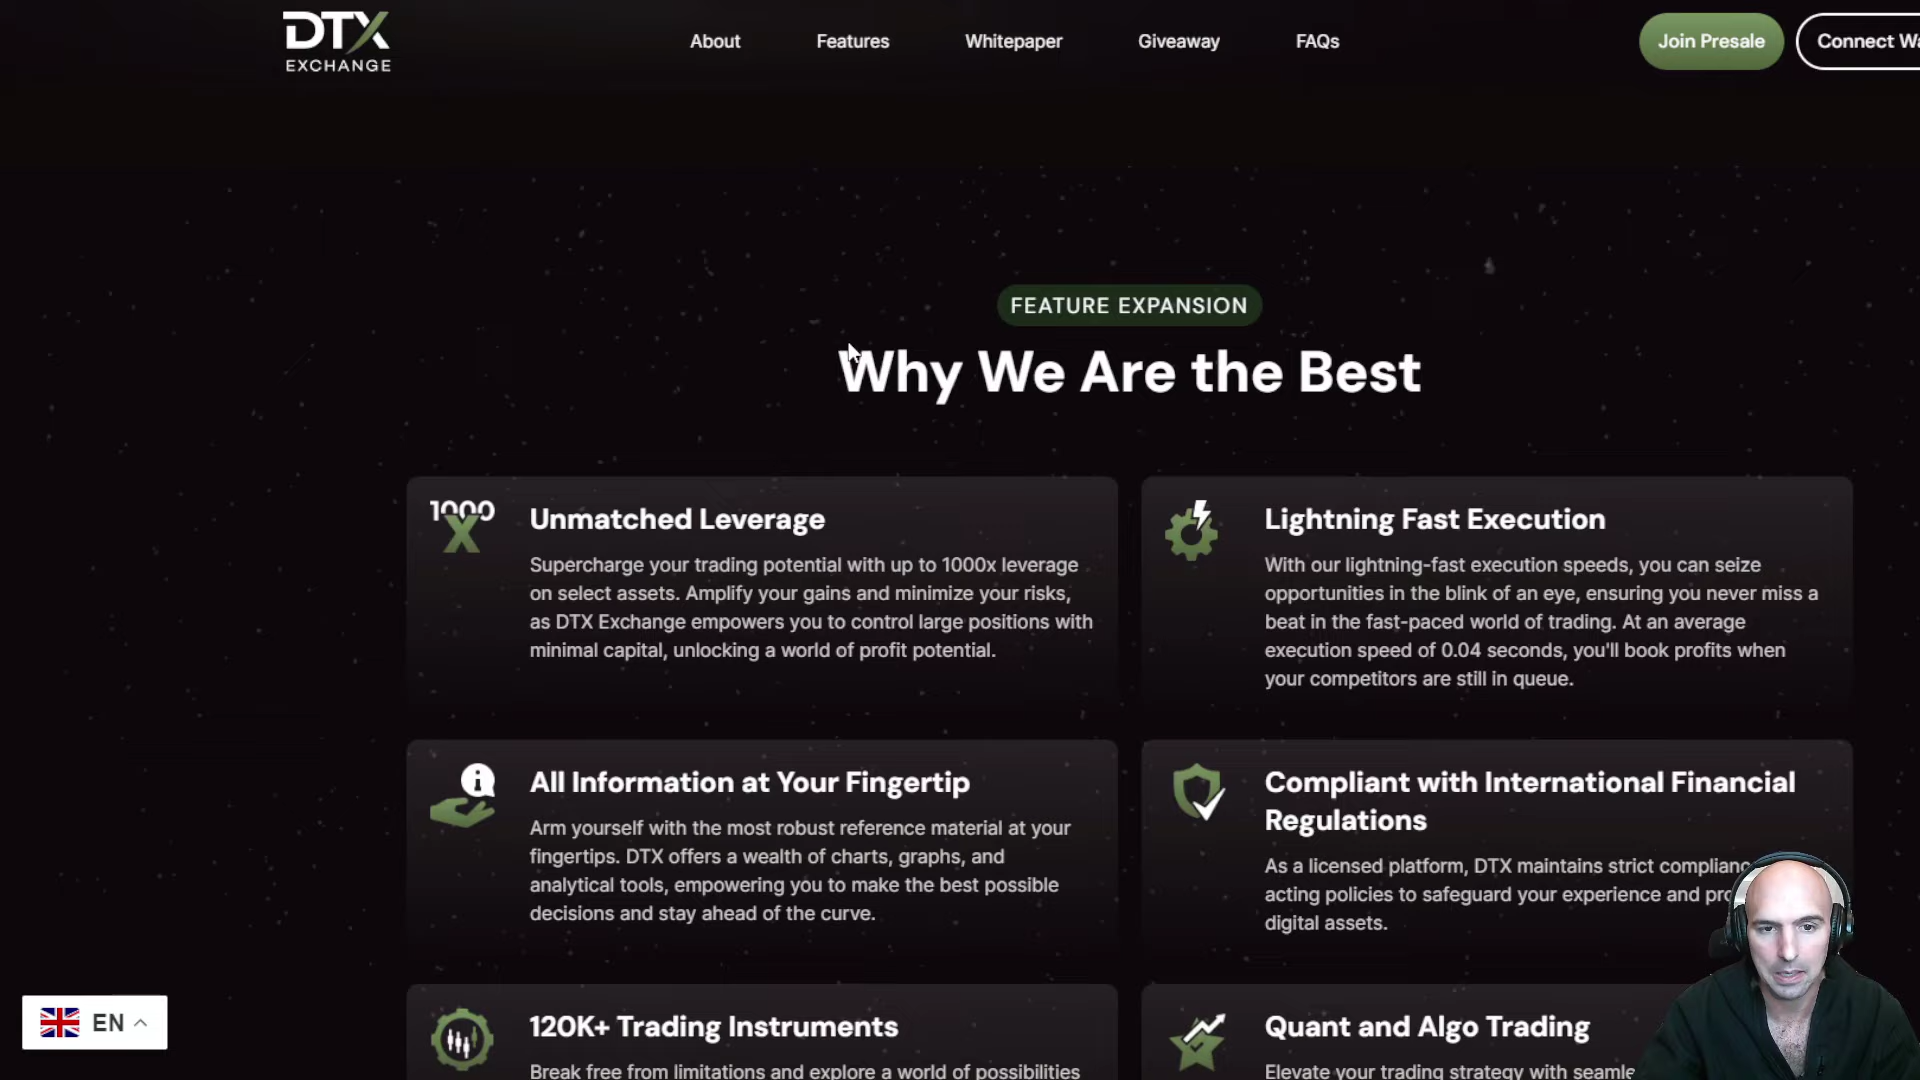 DTX
EXCHANGE
About
Features
Whitepaper
Giveaway
FAQs
Join Presale
Connect
FEATURE EXPANSION
Why We Are the Best
1000
X
Unmatched Leverage
Supercharge your trading potential with up to 1000x leverage
on select assets. Amplify your gains and minimize your risks,
as DTX Exchange empowers you to control large positions with
minimal capital, unlocking a world of profit potential.
Lightning Fast Execution
With our lightning-fast execution speeds, you can seize
opportunities in the blink of an eye, ensuring you never miss a
beat in the fast-paced world of trading. At an average
execution speed of 0.04 seconds, you'll book profits when
your competitors are still in queue.
All Information at Your Fingertip
Arm yourself with the most robust reference material at your
fingertips. DTX offers a wealth of charts, graphs, and
analytical tools, empowering you to make the best possible
decisions and stay ahead of the curve.
Compliant with International Financial
Regulations
As a licensed platform, DTX maintains strict
acting policies to safeguard your experience and
digital assets.
120K+ Trading Instruments
Break free from limitations and explore a world of possibilities
Quant and Algo Trading
Elevate your trading strategy with
EN